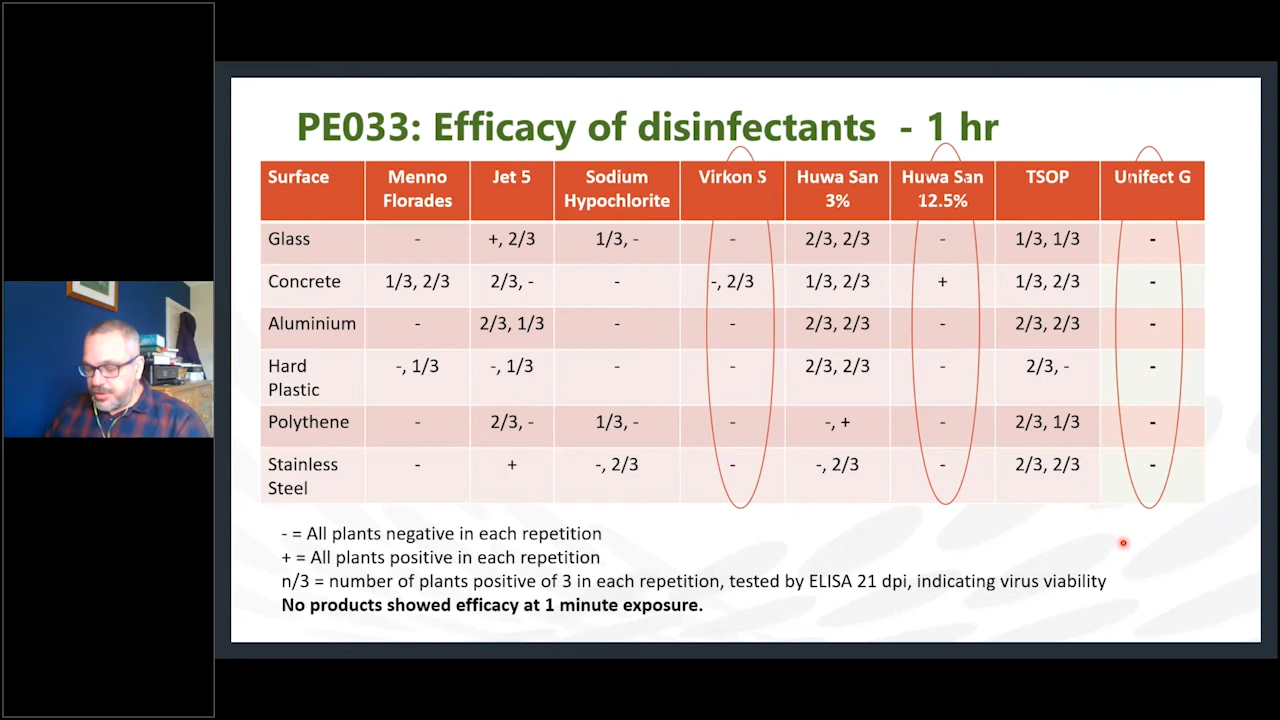 PE033: Efficacy of disinfectants - 1 hr
Surface Menno Florades Jet 5 Sodium Hypochlorite Virkon S Huwa San 3% Huwa San 12.5% TSOP Unifect G
Glass - +, 2/3 1/3, - - 2/3, 2/3 - 1/3, 1/3 -
Concrete 1/3, 2/3 2/3, - - -, 2/3 1/3, 2/3 + 1/3, 2/3 -
Aluminium - 2/3, 1/3 - - 2/3, 2/3 - 2/3, 2/3 -
Hard Plastic -, 1/3 -, 1/3 - - 2/3, 2/3 - 2/3, - -
Polythene - 2/3, - 1/3, - - -, + - 2/3, 1/3 -
Stainless Steel - + -, 2/3 - -, 2/3 - 2/3, 2/3 -
- = All plants negative in each repetition
+ = All plants positive in each repetition
n/3 = number of plants positive of 3 in each repetition, tested by ELISA 21 dpi, indicating virus viability
No products showed efficacy at 1 minute exposure.